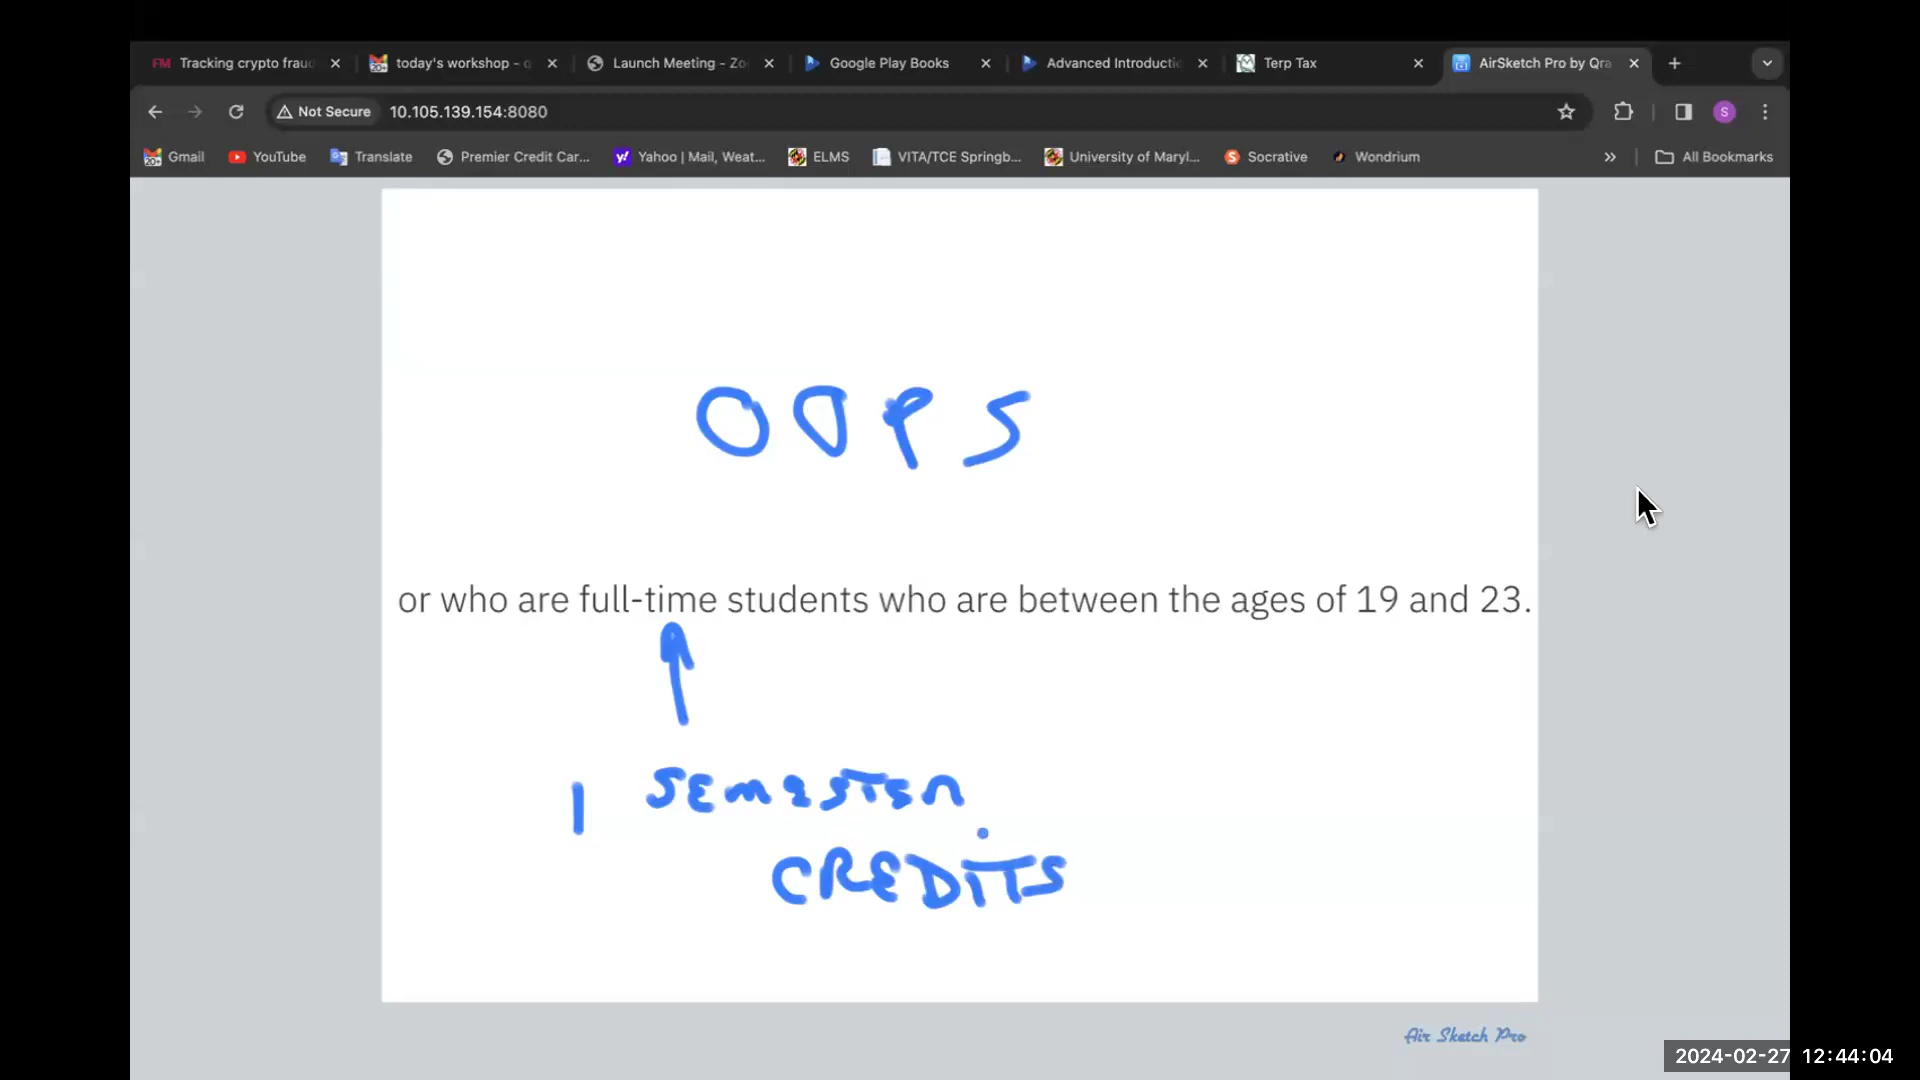 FM Tracking crypto frau
today's workshop -
Launch Meeting - Zo
Google Play Books
Advanced Introducti
Terp Tax
AirSketch Pro by Qra
Not Secure 10.105.139.154:8080
S
Gmail
YouTube
Translate
Premier Credit Car...
Yahoo | Mail, Weat...
ELMS
VITA/TCE Springb...
University of Maryl...
Socrative
Wondrium
All Bookmarks
OOPS
or who are full-time students who are between the ages of 19 and 23.
1 SEMESTER
CREDITS
Air Sketch Pro
2024-02-27 12:44:04